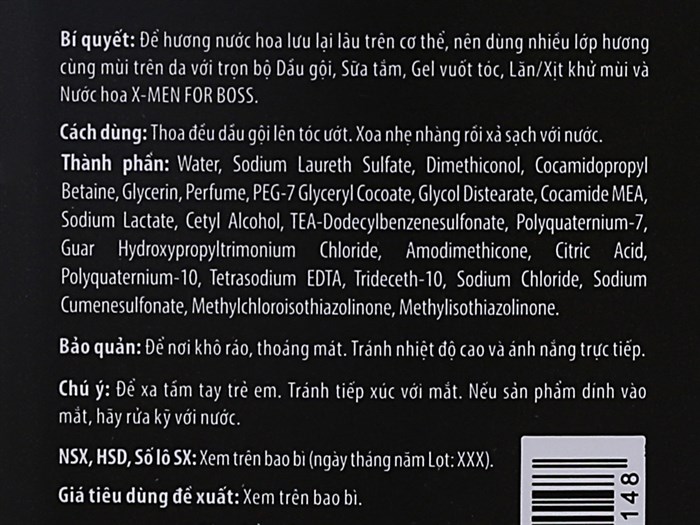 Bí quyết: Để hương nước hoa lưu lại lâu trên cơ thể, nên dùng nhiều lớp hương
cùng mùi trên da với trọn bộ Dầu gội, Sữa tắm, Gel vuốt tóc, Lăn/Xịt khử mùi và
Nước hoa X-MEN FOR BOSS.
Cách dùng: Thoa đều dầu gội lên tóc ướt. Xoa nhẹ nhàng rồi xả sạch với nước.
Thành phần: Water, Sodium Laureth Sulfate, Dimethiconol, Cocamidopropyl
Betaine, Glycerin, Perfume, PEG-7 Glyceryl Cocoate, Glycol Distearate, Cocamide MEA,
Sodium Lactate, Cetyl Alcohol, TEA-Dodecylbenzenesulfonate, Polyquaternium-7,
Guar Hydroxypropyltrimonium Chloride, Amodimethicone, Citric Acid,
Polyquaternium-10, Tetrasodium EDTA, Trideceth-10, Sodium Chloride, Sodium
Cumenesulfonate, Methylchloroisothiazolinone, Methylisothiazolinone.
Bảo quản: Để nơi khô ráo, thoáng mát. Tránh nhiệt độ cao và ánh nắng trực tiếp.
Chú ý: Để xa tầm tay trẻ em. Tránh tiếp xúc với mắt. Nếu sản phẩm dính vào
mắt, hãy rửa kỹ với nước.
NSX, HSD, Số lô SX: Xem trên bao bì (ngày tháng năm Lọt: XXX).
Giá tiêu dùng đề xuất: Xem trên bao bì.
148